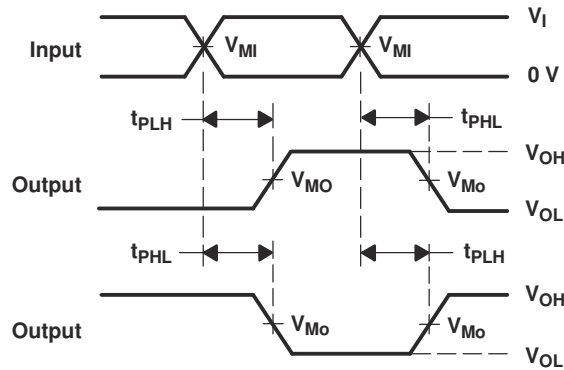 V_I
Input V_MI V_MI
0 V
t_PLH t_PHL
V_OH
Output V_MO V_Mo
V_OL
t_PHL t_PLH
V_OH
Output V_Mo V_Mo
V_OL